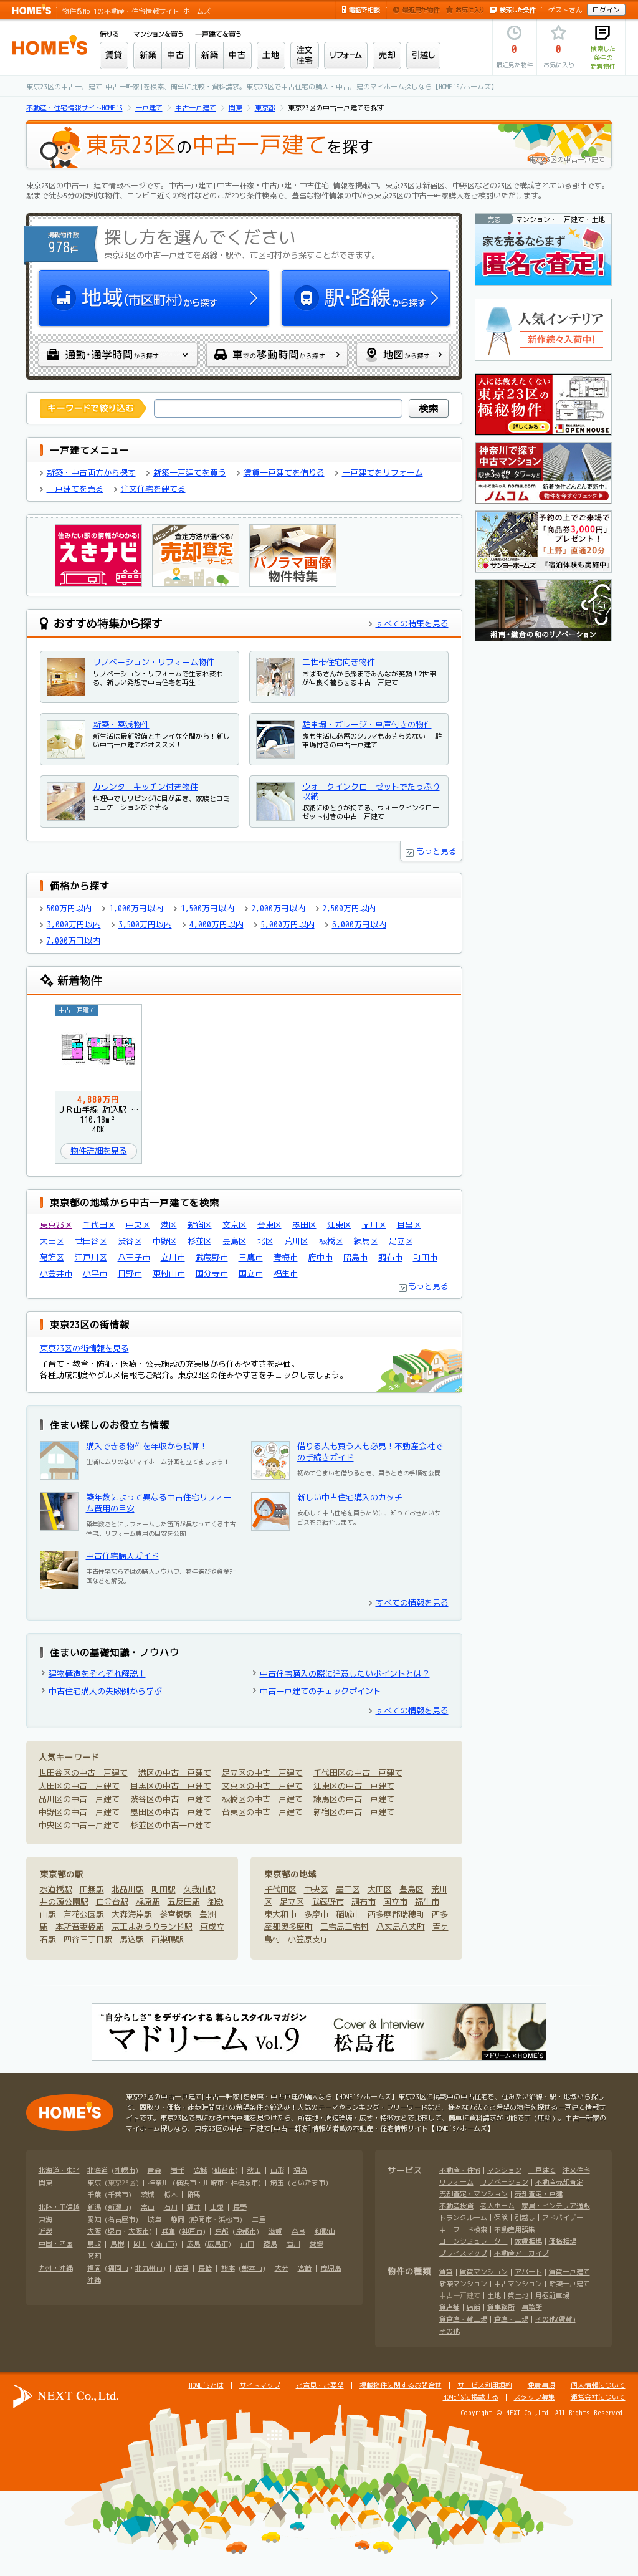 HOME'S
物件数No.1の不動産・住宅情報サイト ホームズ
電話で相談
最近見た物件
お気に入り
検索した条件
ゲストさん
ログイン
HOME'S
借りる
マンションを買う
一戸建てを買う
賃貸
新築
中古
新築
中古
土地
注文住宅
リフォーム
売却
引越し
0
最近見た物件
0
お気に入り
検索した
条件の
新着物件
東京23区の中古一戸建て[中古一軒家]を検索、簡単に比較・資料請求。東京23区で中古住宅の購入・中古戸建のマイホーム探しなら【HOME'S/ホームズ】
不動産・住宅情報サイトHOME'S
一戸建て
中古一戸建て
関東
東京都
東京23区の中古一戸建てを探す
東京23区の中古一戸建てを探す
東京23区の中古一戸建て
東京23区の中古一戸建て情報ページです。中古一戸建て[中古一軒家・中古戸建・中古住宅]情報を掲載中。東京23区は新宿区、中野区などの23区で構成されている都市です。
駅まで徒歩5分の便利な物件、コンビニ近くの物件などのこだわり条件検索で、豊富な物件情報の中から東京23区の中古一軒家購入をご検討いただけます。
掲載物件数
978件
探し方を選んでください
東京23区の中古一戸建てを路線・駅や、市区町村から探すことができます。
地域(市区町村)から探す
駅・路線から探す
通勤・通学時間から探す
車での移動時間から探す
地図から探す
キーワードで絞り込む
検索
一戸建てメニュー
新築・中古両方から探す
新築一戸建てを買う
賃貸一戸建てを借りる
一戸建てをリフォーム
一戸建てを売る
注文住宅を建てる
住みたい駅の情報がわかる!
えきナビ
リニューアル
査定方法が選べる!
売却査定
サービス
パノラマ画像
物件特集
おすすめ特集から探す
すべての特集を見る
リノベーション・リフォーム物件
リノベーション・リフォームで生まれ変わる、新しい発想で中古住宅を再生!
二世帯住宅向き物件
おばあさんから孫までみんなが笑顔!2世帯が仲良く暮らせる中古一戸建て
新築・築浅物件
新生活は最新設備とキレイな空間から!新しい中古一戸建てがオススメ!
駐車場・ガレージ・車庫付きの物件
家も生活に必需のクルマもあきらめない 駐車場付きの中古一戸建て
カウンターキッチン付き物件
料理中でもリビングに目が届き、家族とコミュニケーションができる
ウォークインクローゼットでたっぷり収納
収納にゆとりが持てる、ウォークインクローゼット付きの中古一戸建て
もっと見る
価格から探す
500万円以内
1,000万円以内
1,500万円以内
2,000万円以内
2,500万円以内
3,000万円以内
3,500万円以内
4,000万円以内
5,000万円以内
6,000万円以内
7,000万円以内
新着物件
中古一戸建て
4,880万円
JR山手線 駒込駅 …
110.18m²
4DK
物件詳細を見る
東京都の地域から中古一戸建てを検索
東京23区 千代田区 中央区 港区 新宿区 文京区 台東区 墨田区 江東区 品川区 目黒区
大田区 世田谷区 渋谷区 中野区 杉並区 豊島区 北区 荒川区 板橋区 練馬区 足立区
葛飾区 江戸川区 八王子市 立川市 武蔵野市 三鷹市 青梅市 府中市 昭島市 調布市 町田市
小金井市 小平市 日野市 東村山市 国分寺市 国立市 福生市
もっと見る
東京23区の街情報
東京23区の街情報を見る
子育て・教育・防犯・医療・公共施設の充実度から住みやすさを評価。
各種助成制度やグルメ情報もご紹介。東京23区の住みやすさをチェックしましょう。
住まい探しのお役立ち情報
購入できる物件を年収から試算!
生活にムリのないマイホーム計画を立てましょう!
借りる人も買う人も必見!不動産会社での手続きガイド
初めて住まいを借りるとき、買うときの手順を公開
築年数によって異なる中古住宅リフォーム費用の目安
築年数ごとにリフォームした箇所が異なってくる中古住宅。リフォーム費用の目安を公開
新しい中古住宅購入のカタチ
安心して中古住宅を買うために、知っておきたいサービスをご紹介します。
中古住宅購入ガイド
中古住宅ならではの購入ノウハウ、物件選びや資金計画などを解説。
すべての情報を見る
住まいの基礎知識・ノウハウ
建物構造をそれぞれ解説!
中古住宅購入の際に注意したいポイントとは?
中古住宅購入の失敗例から学ぶ
中古一戸建てのチェックポイント
すべての情報を見る
人気キーワード
世田谷区の中古一戸建て 港区の中古一戸建て 足立区の中古一戸建て 千代田区の中古一戸建て
大田区の中古一戸建て 目黒区の中古一戸建て 文京区の中古一戸建て 江東区の中古一戸建て
品川区の中古一戸建て 渋谷区の中古一戸建て 板橋区の中古一戸建て 練馬区の中古一戸建て
中野区の中古一戸建て 墨田区の中古一戸建て 台東区の中古一戸建て 新宿区の中古一戸建て
中央区の中古一戸建て 杉並区の中古一戸建て
東京都の駅
水道橋駅 田無駅 北品川駅 町田駅 久我山駅
井の頭公園駅 白金台駅 梶原駅 五反田駅 御嶽
山駅 芦花公園駅 大森海岸駅 参宮橋駅 豊洲
駅 本所吾妻橋駅 京王よみうりランド駅 京成立
石駅 四谷三丁目駅 馬込駅 西巣鴨駅
東京都の地域
千代田区 中央区 墨田区 大田区 豊島区 荒川
区 足立区 武蔵野市 調布市 国立市 福生市
東大和市 多摩市 稲城市 西多摩郡瑞穂町 西多
摩郡奥多摩町 三宅島三宅村 八丈島八丈町 青ヶ
島村 小笠原支庁
売る マンション・一戸建て・土地
家を売るならまず
匿名で査定!
人気インテリア
新作続々入荷中!
人には教えたくない
東京23区の
極秘物件
詳しくみる
OPEN HOUSE
神奈川で探す
中古マンション
ノムコム
nomu.com
新着物件どんどん更新中!
物件を今すぐチェック
予約の上でご来場で
「商品券3,000円」
プレゼント!
「上野」直通20分
サンヨーホームズ
「宿泊体験も実施中」
湘南・鎌倉の和のリノベーション
"自分らしさ"をデザインする暮らしスタイルマガジン
マドリーム Vol.9
Cover & Interview
松島花
マドリーム×HOME'S
HOME'S
東京23区の中古一戸建て[中古一軒家]を検索・中古戸建の購入なら【HOME'S/ホームズ】東京23区に掲載中の中古住宅を、住みたい沿線・駅・地域から探し
て、間取り・価格・徒歩時間などの希望条件で絞り込み!人気のテーマやランキング・フリーワードなど、様々な方法でご希望の物件を探せる一戸建て情報サ
イトです。東京23区で気になる中古戸建を見つけたら、所在地・周辺環境・広さ・特徴などで比較して、簡単に資料請求が可能です(無料)。中古一軒家の
マイホーム探しなら、東京23区の中古一戸建て[中古一軒家]情報が満載の不動産・住宅情報サイト【HOME'S/ホームズ】
北海道・東北 北海道(札幌市) | 青森 | 岩手 | 宮城(仙台市) | 秋田 | 山形 | 福島
関東 東京(東京23区) | 神奈川(横浜市・川崎市・相模原市) | 埼玉(さいたま市)
千葉(千葉市) | 茨城 | 栃木 | 群馬
北陸・甲信越 新潟(新潟市) | 富山 | 石川 | 福井 | 山梨 | 長野
東海 愛知(名古屋市) | 岐阜 | 静岡(静岡市・浜松市) | 三重
近畿 大阪(堺市・大阪市) | 兵庫(神戸市) | 京都(京都市) | 滋賀 | 奈良 | 和歌山
中国・四国 鳥取 | 島根 | 岡山(岡山市) | 広島(広島市) | 山口 | 徳島 | 香川 | 愛媛
高知
九州・沖縄 福岡(福岡市・北九州市) | 佐賀 | 長崎 | 熊本(熊本市) | 大分 | 宮崎 | 鹿児島
沖縄
サービス
不動産・住宅 | マンション | 一戸建て | 注文住宅
リフォーム | リノベーション | 不動産売却査定
売却査定・マンション | 売却査定・戸建
不動産投資 | 老人ホーム | 家具・インテリア通販
トランクルーム | 保険 | 引越し | アドバイザー
キーワード検索 | 不動産用語集
ローンシミュレーター | 家賃相場 | 価格相場
プライスマップ | 不動産アーカイブ
物件の種類
賃貸 | 賃貸マンション | アパート | 賃貸一戸建て
新築マンション | 中古マンション | 新築一戸建て
中古一戸建て | 土地 | 貸土地 | 月極駐車場
貸店舗 | 店舗 | 貸事務所 | 事務所
貸倉庫・貸工場 | 倉庫・工場 | その他(賃貸)
その他
NEXT Co., Ltd.
HOME'Sとは | サイトマップ | ご意見・ご要望 | 掲載物件に関するお問合せ | サービス利用規約 | 免責事項 | 個人情報について
HOME'Sに掲載する | スタッフ募集 | 運営会社について
Copyright © NEXT Co.,Ltd. All Rights Reserved.